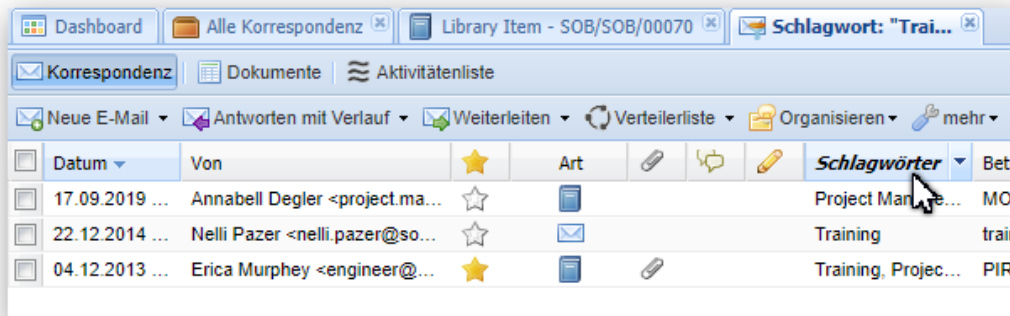 Dashboard Alle Korrespondenz Library Item - SOB/SOB/00070 Schlagwort: "Trai...
Korrespondenz Dokumente Aktivitätenliste
Neue E-Mail Antworten mit Verlauf Weiterleiten Verteilerliste Organisieren mehr
Datum Von Art Schlagwörter Bet
17.09.2019 ... Annabell Degler <project.ma... Project
22.12.2014 ... Nelli Pazer <nelli.pazer@so... Training trai
04.12.2013 ... Erica Murphey <engineer@... Training, Projec... PIR